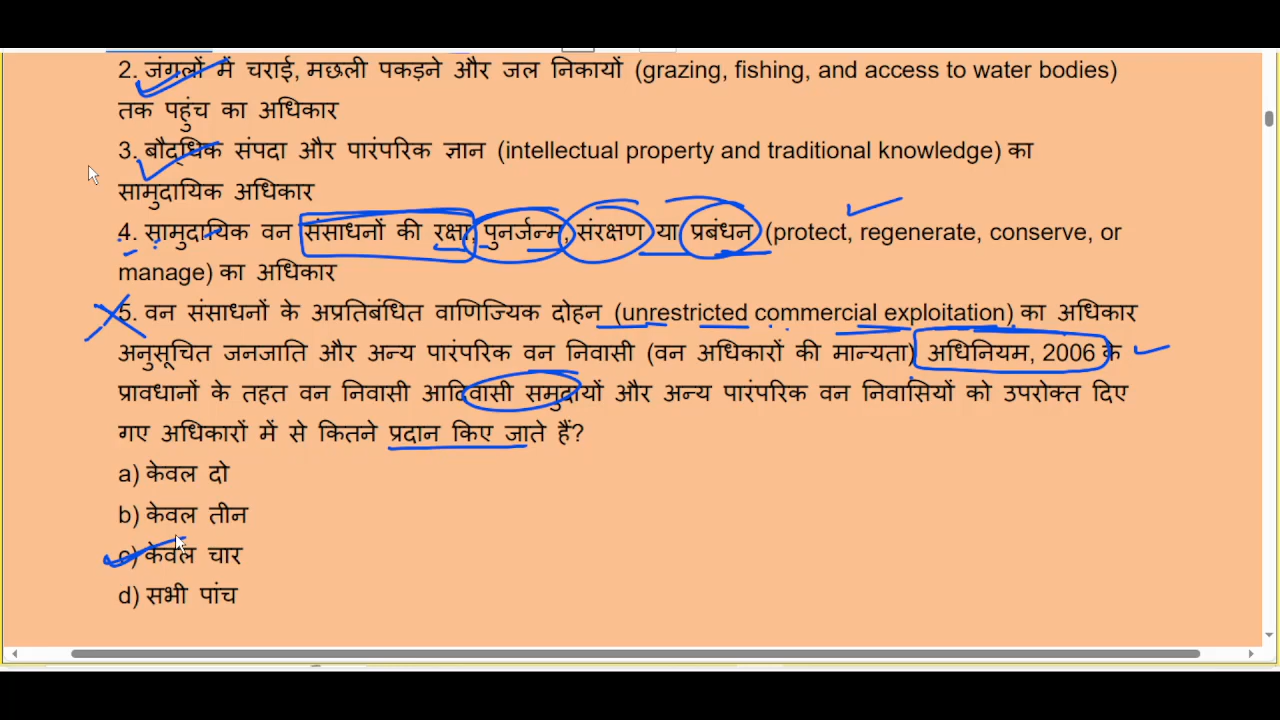 2. जंगलों में चराई, मछली पकड़ने और जल निकायों (grazing, fishing, and access to water bodies)
तक पहुंच का अधिकार
3. बौद्धिक संपदा और पारंपरिक ज्ञान (intellectual property and traditional knowledge) का
सामुदायिक अधिकार
4. सामुदायिक वन संसाधनों की रक्षा, पुनर्जन्म, संरक्षण या प्रबंधन (protect, regenerate, conserve, or
manage) का अधिकार
5. वन संसाधनों के अप्रतिबंधित वाणिज्यिक दोहन (unrestricted commercial exploitation) का अधिकार
अनुसूचित जनजाति और अन्य पारंपरिक वन निवासी (वन अधिकारों की मान्यता) अधिनियम, 2006 के
प्रावधानों के तहत वन निवासी आदिवासी समुदायों और अन्य पारंपरिक वन निवासियों को उपरोक्त दिए
गए अधिकारों में से कितने प्रदान किए जाते हैं?
a) केवल दो
b) केवल तीन
c) केवल चार
d) सभी पांच